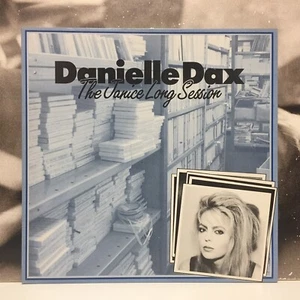 Danielle Dax
The Janice Long Session